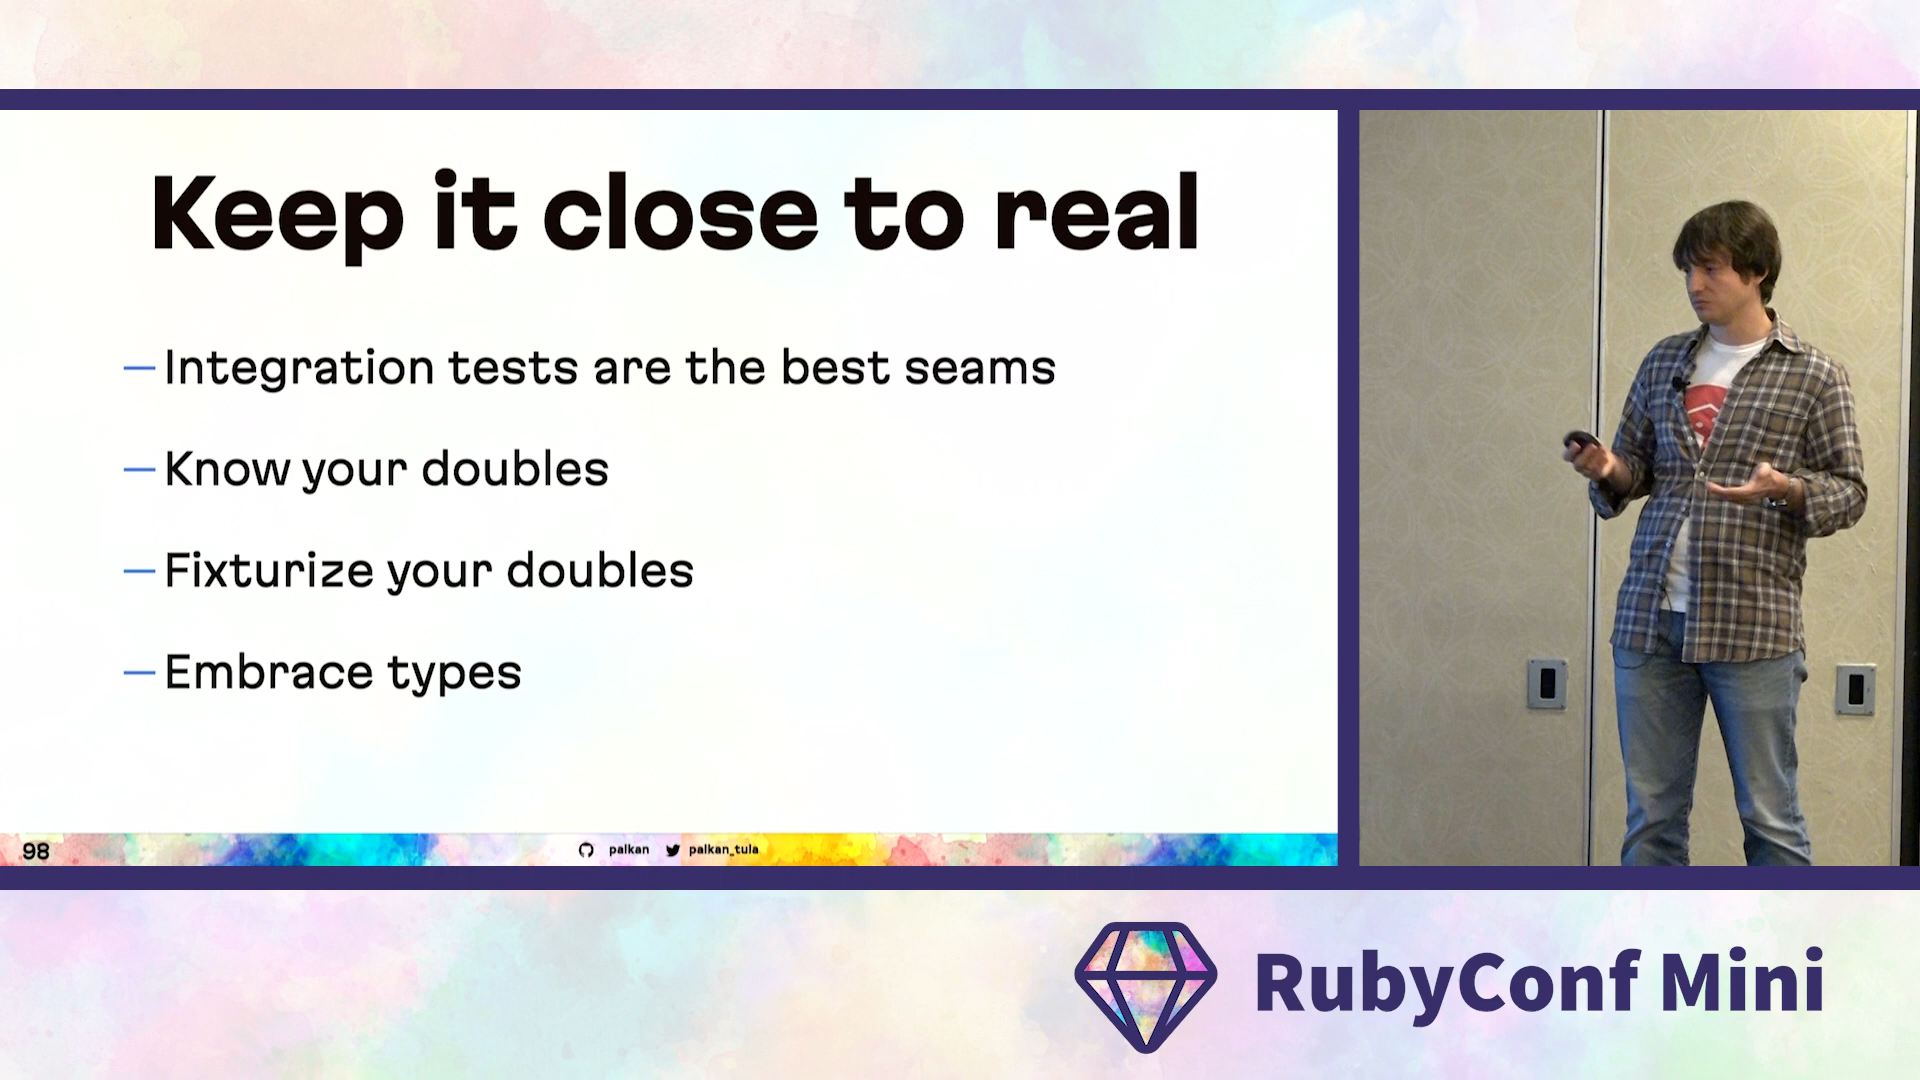 Keep it close to real
— Integration tests are the best seams
— Know your doubles
— Fixturize your doubles
— Embrace types
98
palkan palkan_tula
RubyConf Mini